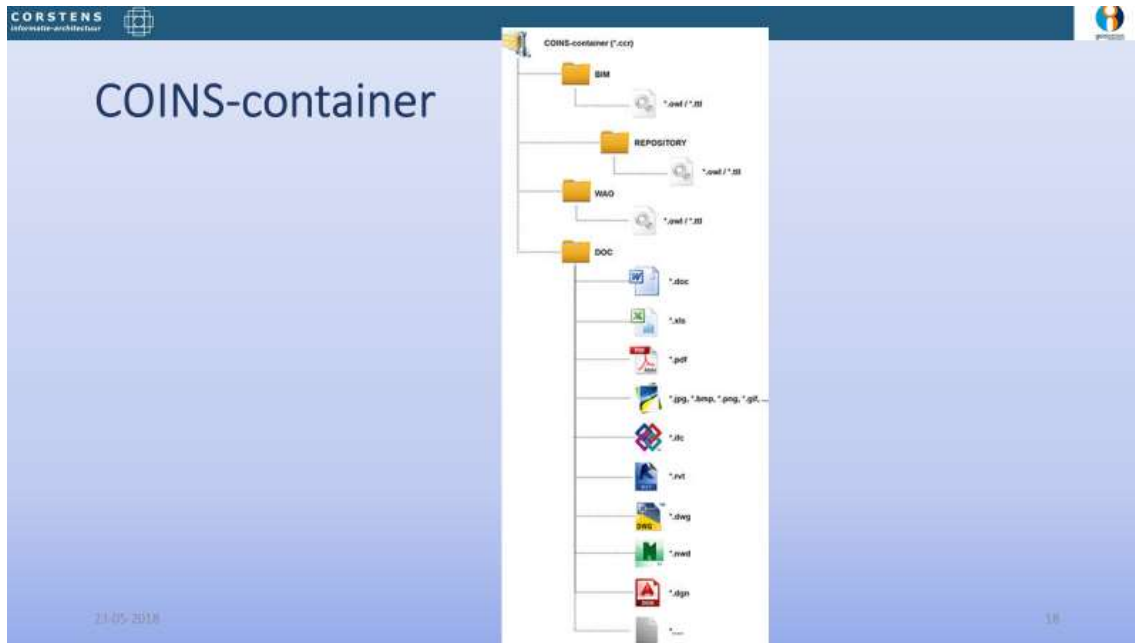 CORSTENS
informatie-architectuur
COINS-container
COINS-container (*.ccr)
BIM
*.owl / *.ttl
REPOSITORY
*.owl / *.ttl
WAO
*.owl / *.ttl
DOC
*.doc
*.xls
*.pdf
*.jpg, *.bmp, *.png, *.gif, ...
*.ifc
*.rvt
*.dwg
DWG
*.nwd
*.dgn
*....
23-05-2018
18